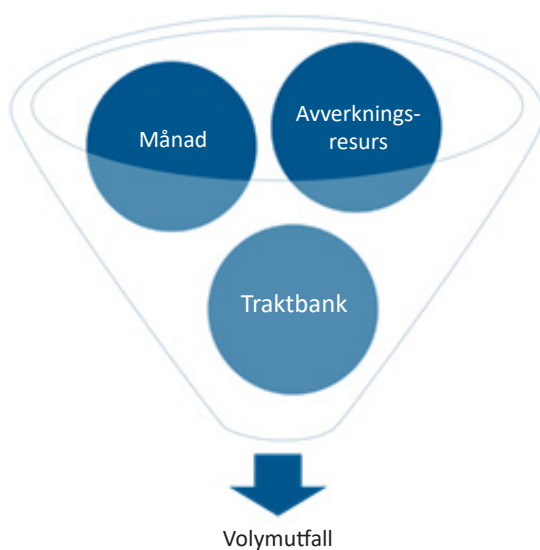 Månad
Avverknings-
resurs
Traktbank
Volymutfall